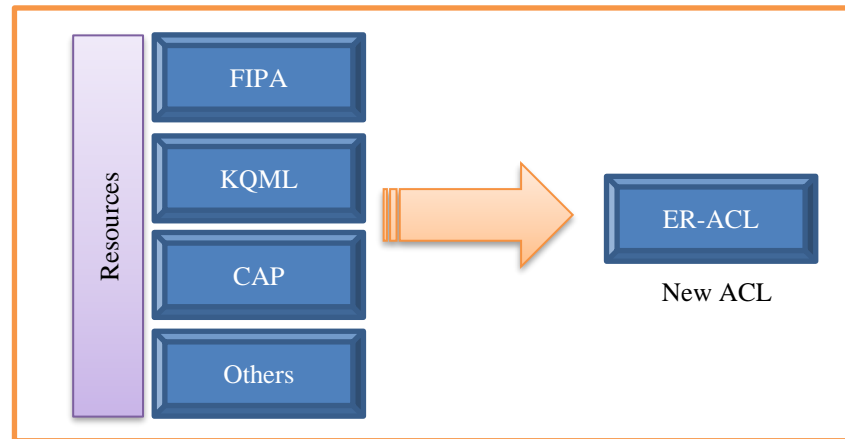 Resources
FIPA
KQML
CAP
Others
ER-ACL
New ACL